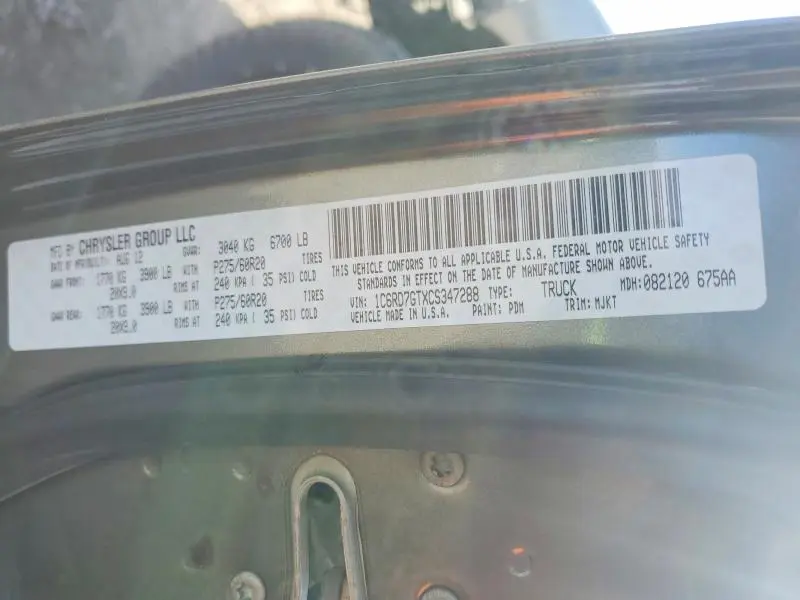 MFD BY CHRYSLER GROUP LLC
DATE OF MFR AUG 12 GVWR: 3040 KG 6700 LB
GAWR FRONT: 1770 KG 3900 LB WITH P275/60R20 TIRES
20X9.0 RIMS AT 240 KPA ( 35 PSI) COLD
GAWR REAR: 1770 KG 3900 LB WITH P275/60R20 TIRES
20X9.0 RIMS AT 240 KPA ( 35 PSI) COLD
THIS VEHICLE CONFORMS TO ALL APPLICABLE U.S.A. FEDERAL MOTOR VEHICLE SAFETY
STANDARDS IN EFFECT ON THE DATE OF MANUFACTURE SHOWN ABOVE.
VIN: 1C6RD7GTXCS347288 TYPE: TRUCK MDH:082120 675AA
VEHICLE MADE IN U.S.A. PAINT: PDM TRIM: MJKT